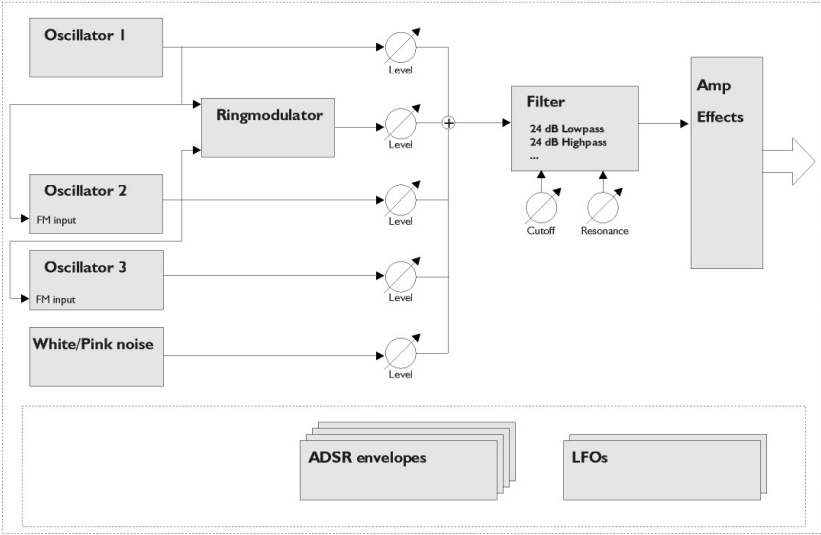 Oscillator 1
Level
Ringmodulator
Level
Oscillator 2
FM input
Level
Oscillator 3
FM input
Level
White/Pink noise
Level
Filter
24 dB Lowpass
24 dB Highpass
...
Cutoff
Resonance
Amp
Effects
ADSR envelopes
LFOs